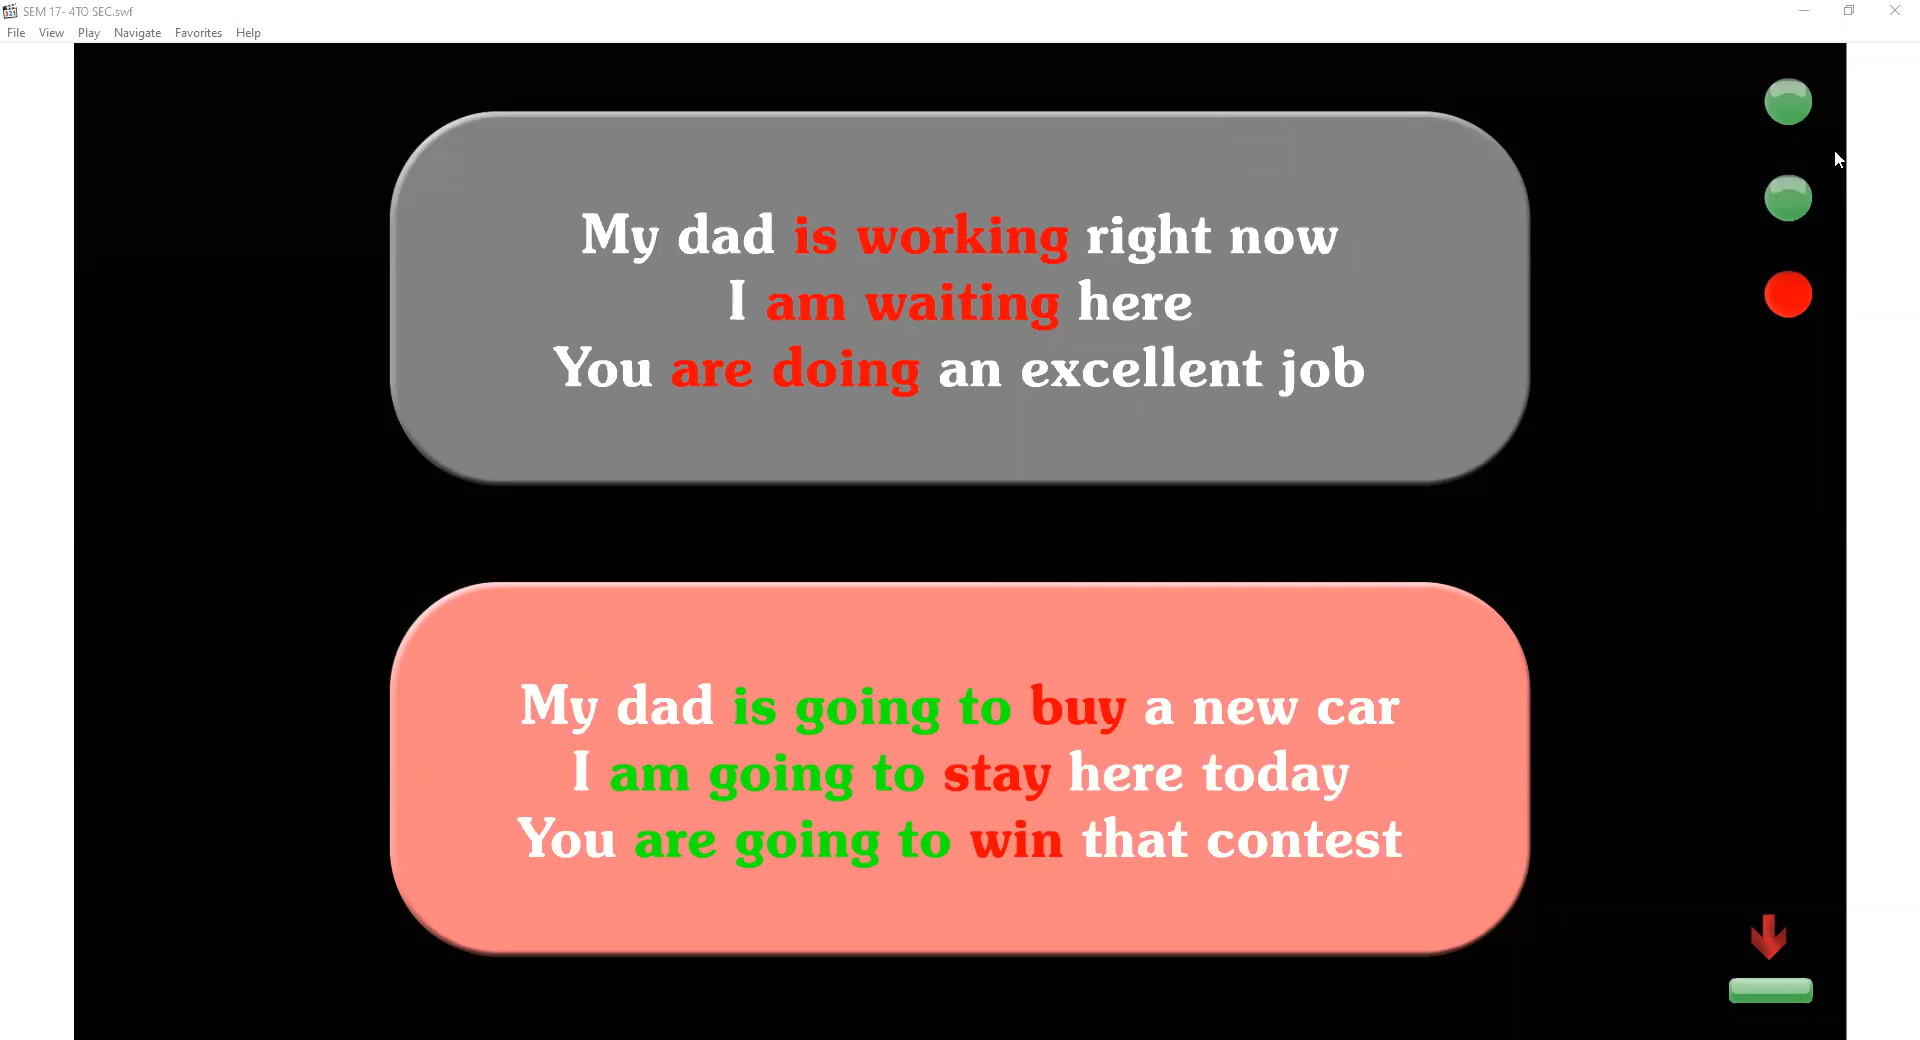 SEM 17- 4TO SEC.swf
File View Play Navigate Favorites Help
My dad is working right now
I am waiting here
You are doing an excellent job
My dad is going to buy a new car
I am going to stay here today
You are going to win that contest